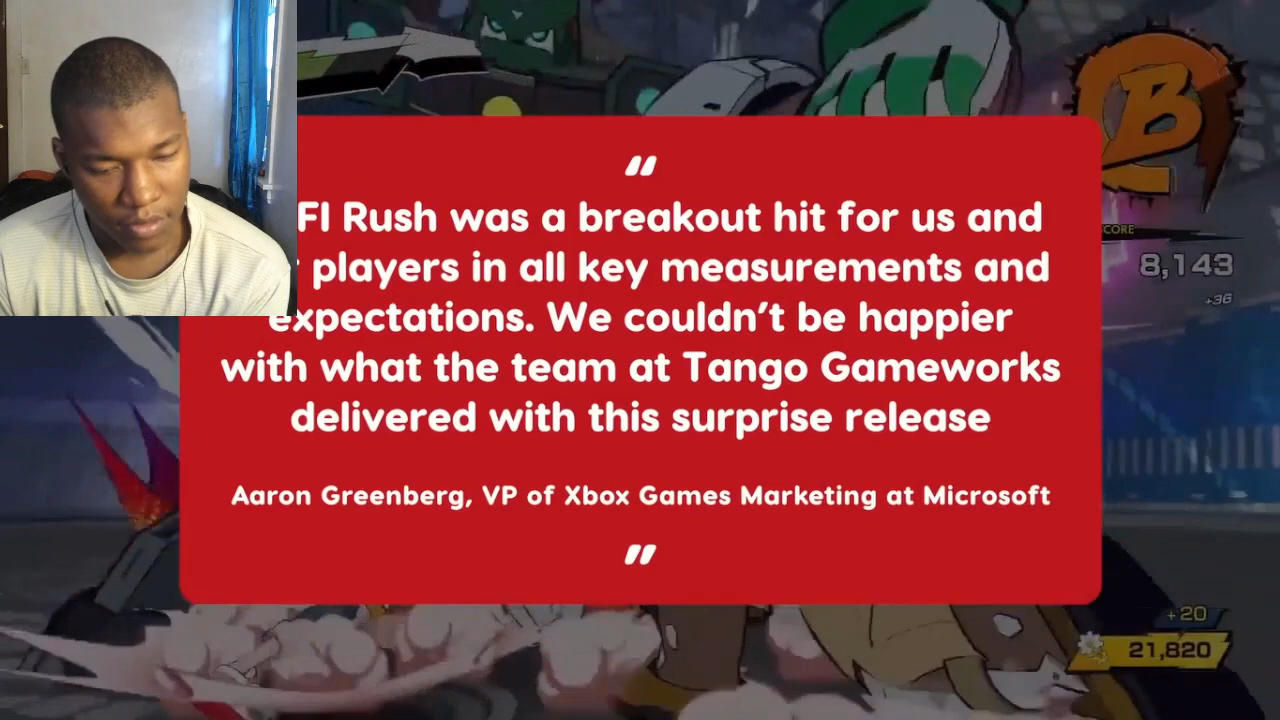 "
FI Rush was a breakout hit for us and
players in all key measurements and
expectations. We couldn't be happier
with what the team at Tango Gameworks
delivered with this surprise release
Aaron Greenberg, VP of Xbox Games Marketing at Microsoft
"
B
CORE
8,143
+36
+20
21,820